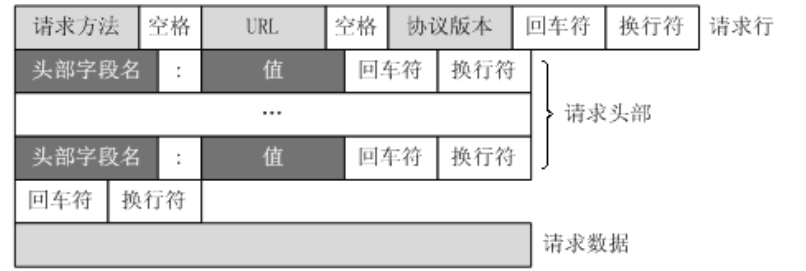 请求方法 空格 URL 空格 协议版本 回车符 换行符 请求行
头部字段名 : 值 回车符 换行符
… 请求头部
头部字段名 : 值 回车符 换行符
回车符 换行符
请求数据